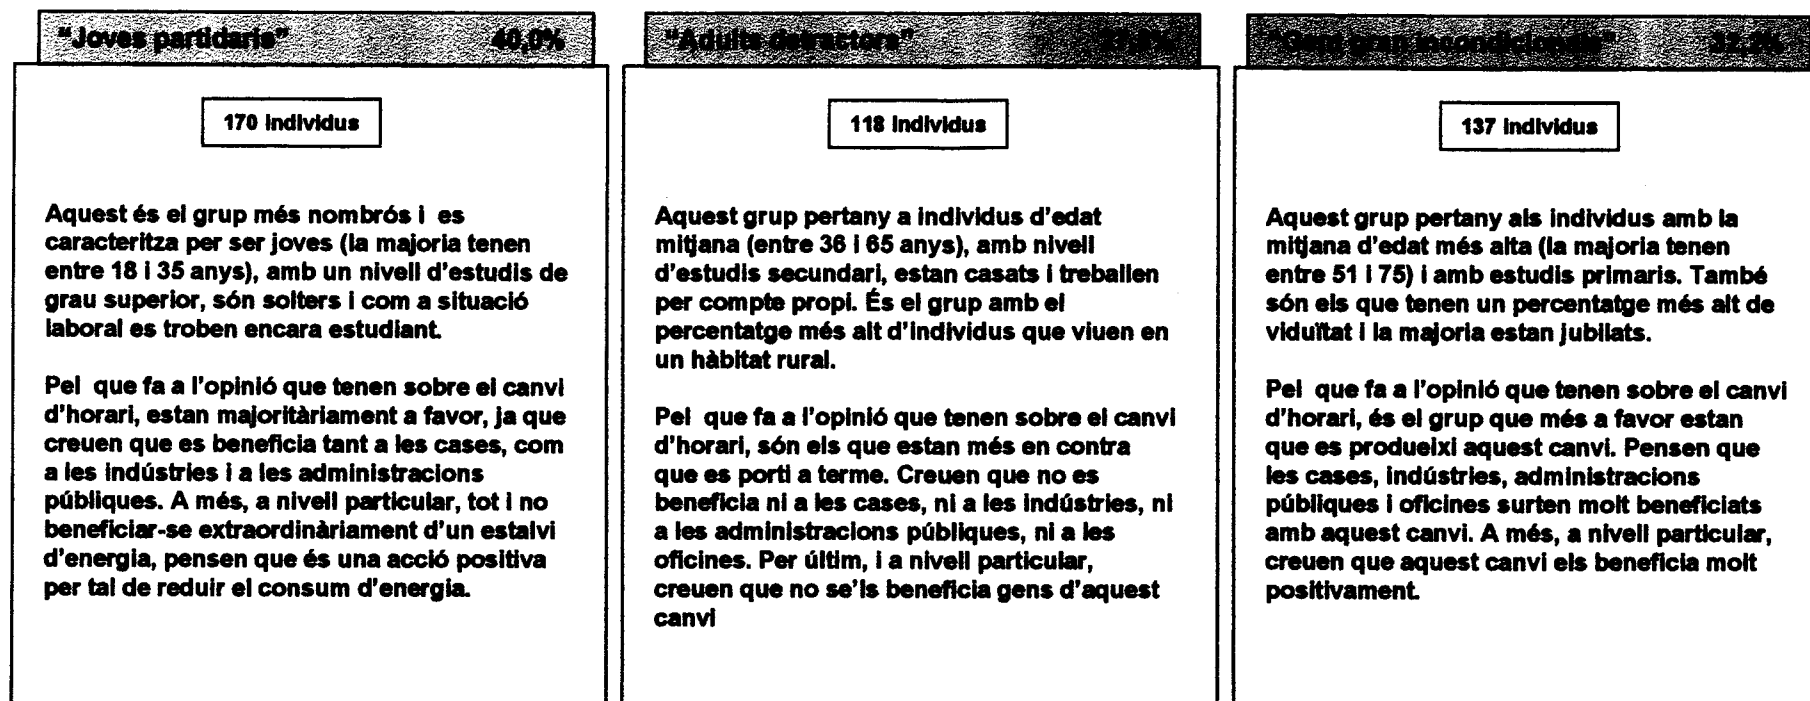 "Joves partidaris" 40,0%
170 individus
Aquest és el grup més nombrós i es
caracteritza per ser joves (la majoria tenen
entre 18 i 35 anys), amb un nivell d'estudis de
grau superior, són solters i com a situació
laboral es troben encara estudiant.
Pel que fa a l'opinió que tenen sobre el canvi
d'horari, estan majoritàriament a favor, ja que
creuen que es beneficia tant a les cases, com
a les indústries i a les administracions
públiques. A més, a nivell particular, tot i no
beneficiar-se extraordinàriament d'un estalvi
d'energia, pensen que és una acció positiva
per tal de reduir el consum d'energia.
"Adults detractors" 27,8%
118 individus
Aquest grup pertany a individus d'edat
mitjana (entre 36 i 65 anys), amb nivell
d'estudis secundari, estan casats i treballen
per compte propi. És el grup amb el
percentatge més alt d'individus que viuen en
un hàbitat rural.
Pel que fa a l'opinió que tenen sobre el canvi
d'horari, són els que estan més en contra
que es porti a terme. Creuen que no es
beneficia ni a les cases, ni a les indústries, ni
a les administracions públiques, ni a les
oficines. Per últim, i a nivell particular,
creuen que no se'ls beneficia gens d'aquest
canvi
"Gent gran incondicionals" 32,2%
137 individus
Aquest grup pertany als individus amb la
mitjana d'edat més alta (la majoria tenen
entre 51 i 75) i amb estudis primaris. També
són els que tenen un percentatge més alt de
viduïtat i la majoria estan jubilats.
Pel que fa a l'opinió que tenen sobre el canvi
d'horari, és el grup que més a favor estan
que es produeixi aquest canvi. Pensen que
les cases, indústries, administracions
públiques i oficines surten molt beneficiats
amb aquest canvi. A més, a nivell particular,
creuen que aquest canvi els beneficia molt
positivament.